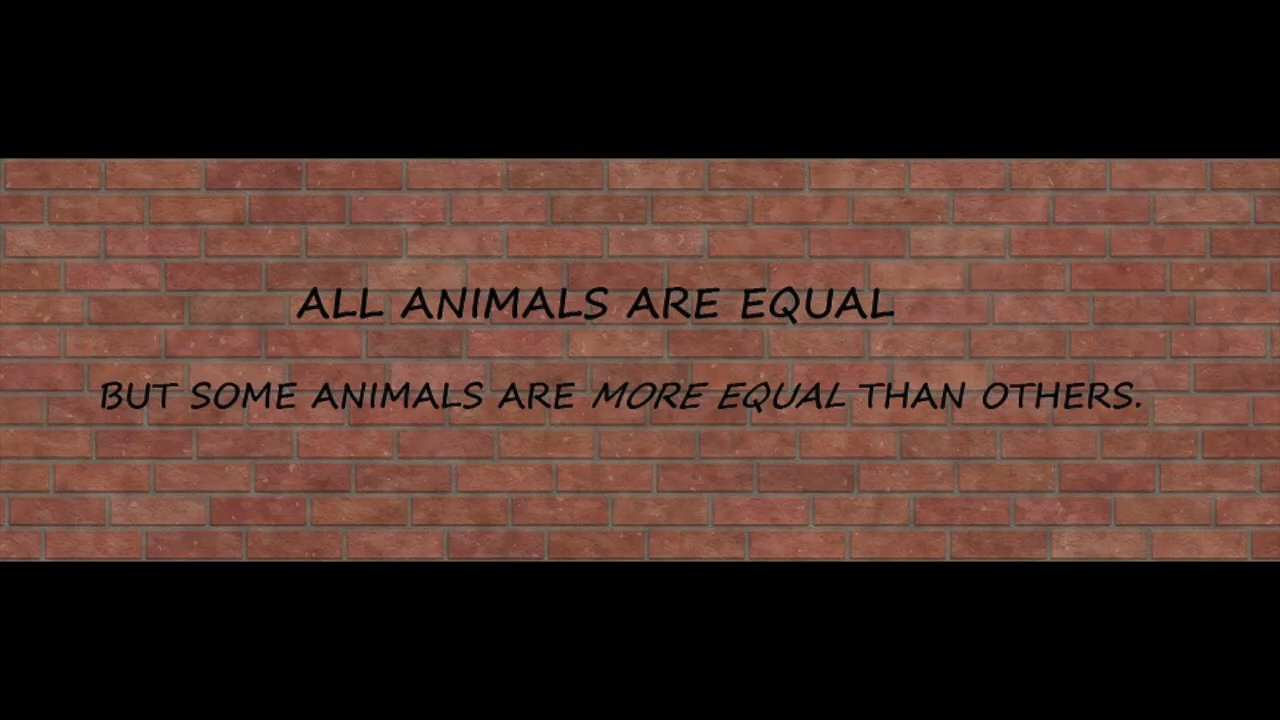 ALL ANIMALS ARE EQUAL
BUT SOME ANIMALS ARE MORE EQUAL THAN OTHERS.